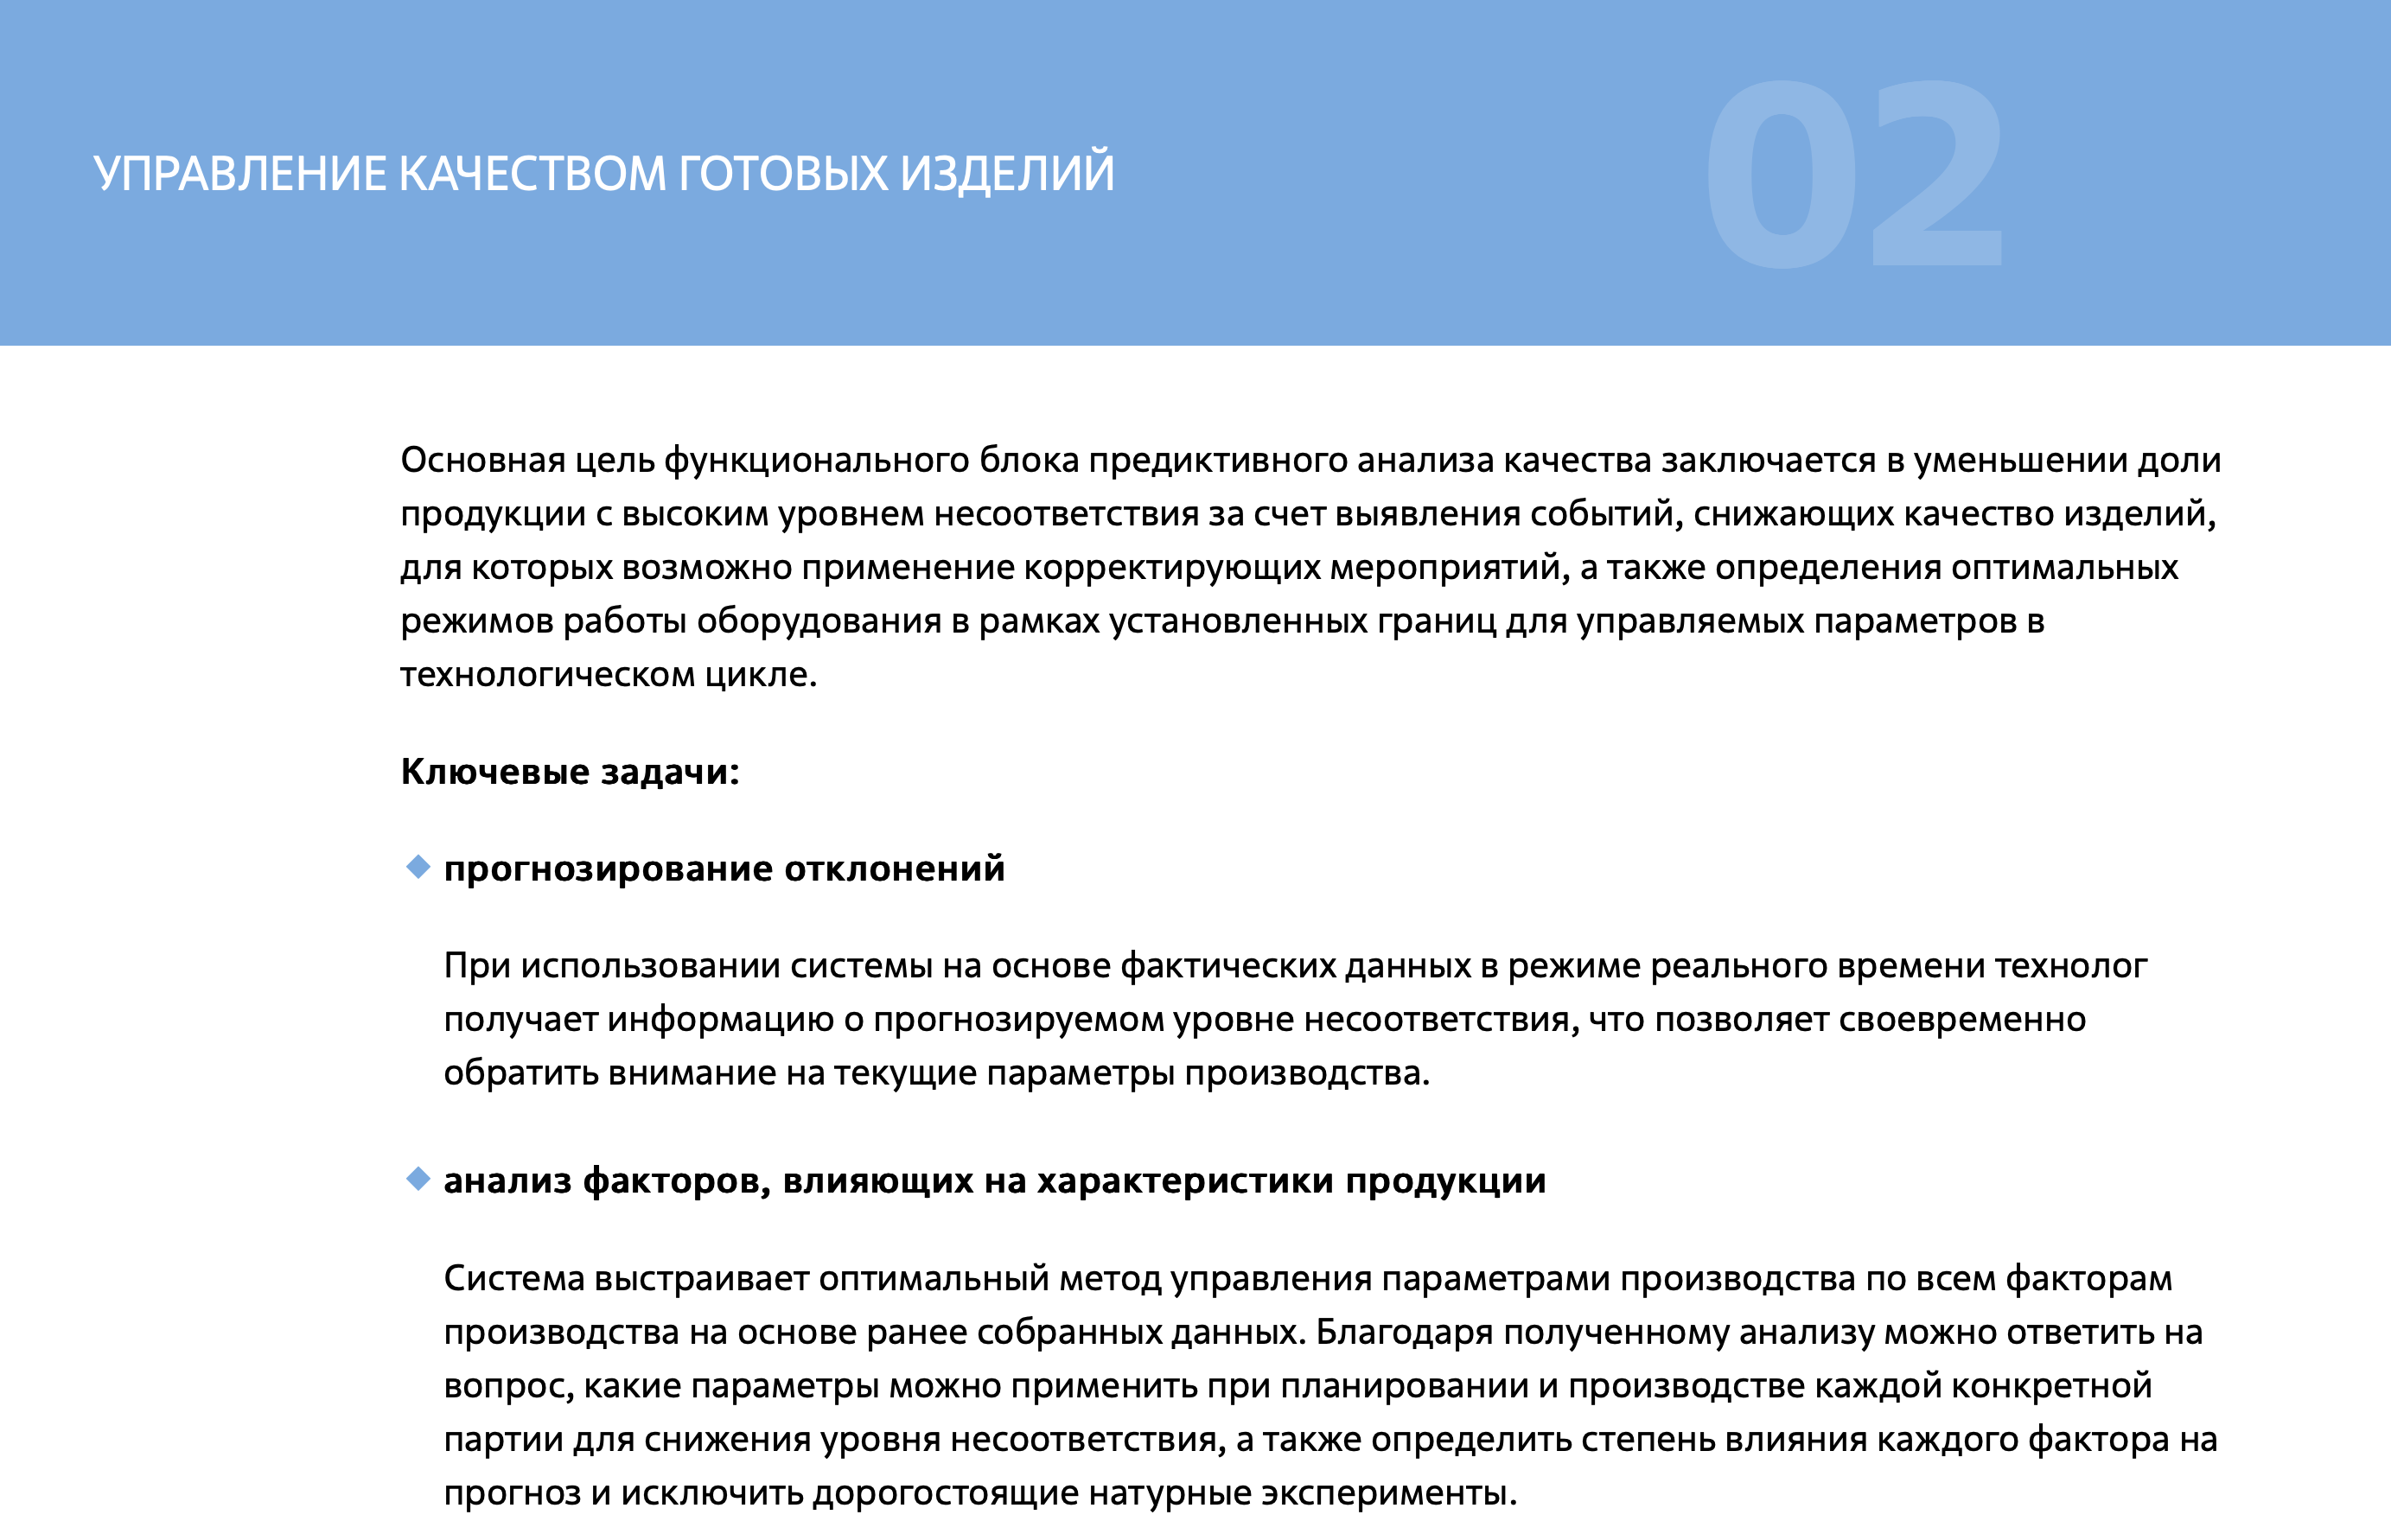 УПРАВЛЕНИЕ КАЧЕСТВОМ ГОТОВЫХ ИЗДЕЛИЙ
02
Основная цель функционального блока предиктивного анализа качества заключается в уменьшении доли
продукции с высоким уровнем несоответствия за счет выявления событий, снижающих качество изделий,
для которых возможно применение корректирующих мероприятий, а также определения оптимальных
режимов работы оборудования в рамках установленных границ для управляемых параметров в
технологическом цикле.
Ключевые задачи:
прогнозирование отклонений
При использовании системы на основе фактических данных в режиме реального времени технолог
получает информацию о прогнозируемом уровне несоответствия, что позволяет своевременно
обратить внимание на текущие параметры производства.
анализ факторов, влияющих на характеристики продукции
Система выстраивает оптимальный метод управления параметрами производства по всем факторам
производства на основе ранее собранных данных. Благодаря полученному анализу можно ответить на
вопрос, какие параметры можно применить при планировании и производстве каждой конкретной
партии для снижения уровня несоответствия, а также определить степень влияния каждого фактора на
прогноз и исключить дорогостоящие натурные эксперименты.